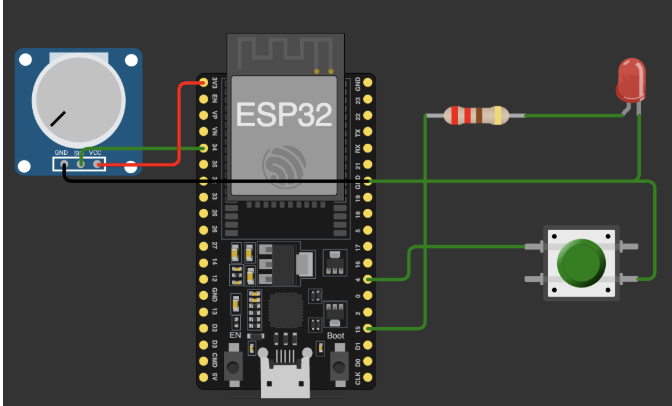 GND SIG VCC
ESP32
3V3
EN
VP
VN
34
35
32
33
25
26
27
14
12
GND
13
D2
D3
CMD
5V
GND
23
22
TX
RX
21
GND
19
18
5
17
16
4
0
2
15
D1
D0
CLK
EN
Boot